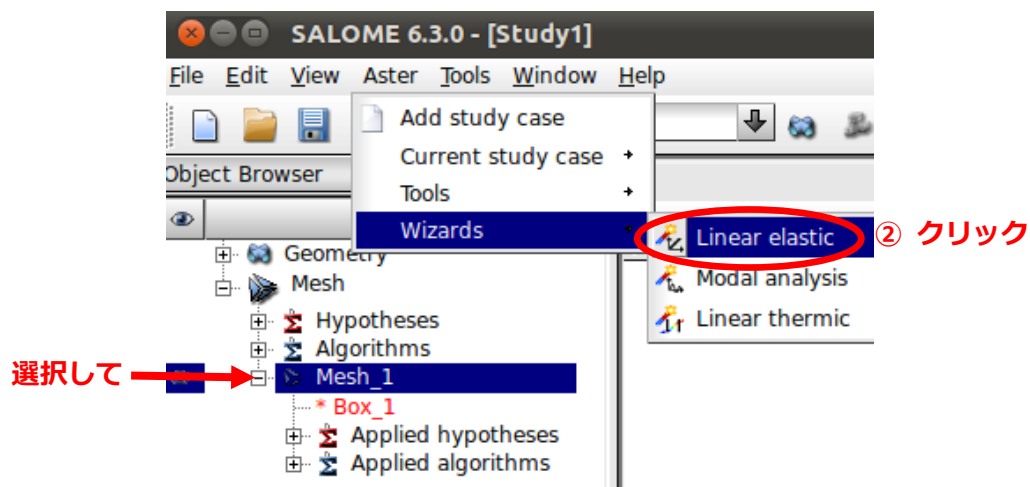 SALOME 6.3.0 - [Study1]
File Edit View Aster Tools Window Help
Add study case
Current study case
Object Browser
Tools
Wizards
Linear elastic
② クリック
Geometry
Mesh
Modal analysis
Hypotheses
Linear thermic
Algorithms
選択して
Mesh_1
* Box_1
Applied hypotheses
Applied algorithms